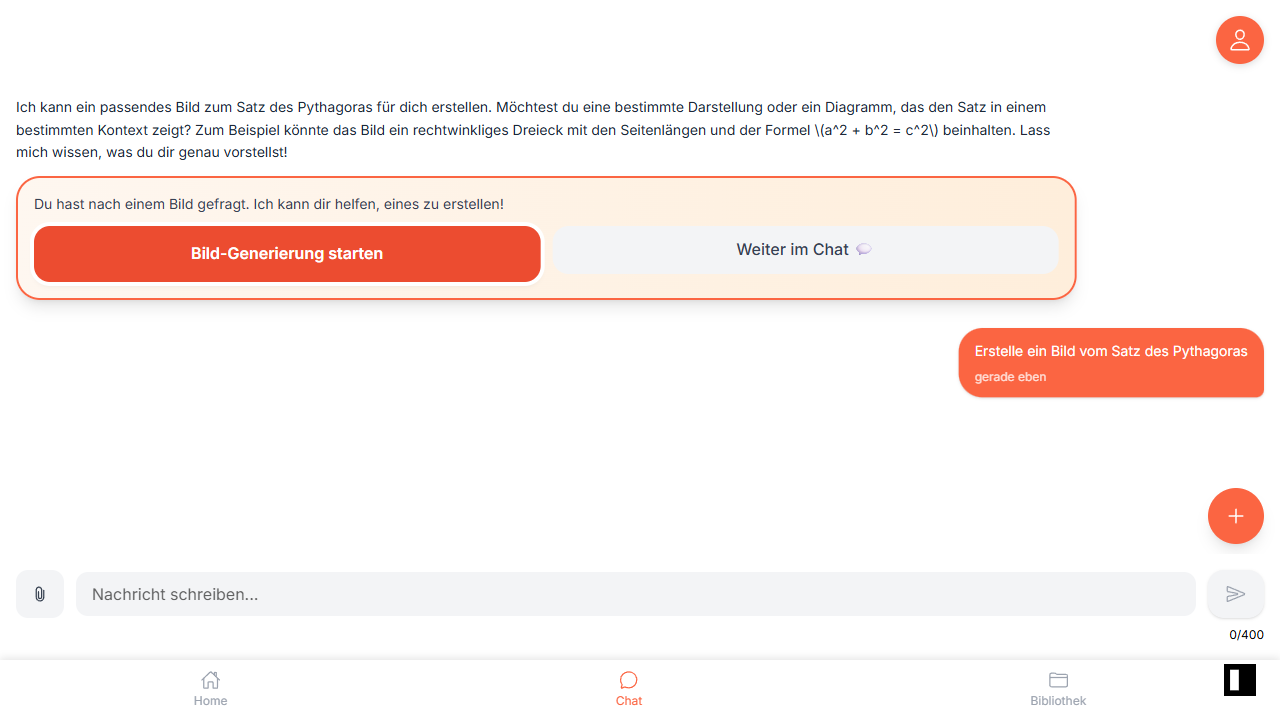 Ich kann ein passendes Bild zum Satz des Pythagoras für dich erstellen. Möchtest du eine bestimmte Darstellung oder ein Diagramm, das den Satz in einem
bestimmten Kontext zeigt? Zum Beispiel könnte das Bild ein rechtwinkliges Dreieck mit den Seitenlängen und der Formel \(a^2 + b^2 = c^2\) beinhalten. Lass
mich wissen, was du dir genau vorstellst!
Du hast nach einem Bild gefragt. Ich kann dir helfen, eines zu erstellen!
Bild-Generierung starten
Weiter im Chat 💭
Erstelle ein Bild vom Satz des Pythagoras
gerade eben
Nachricht schreiben...
0/400
Home
Chat
Bibliothek